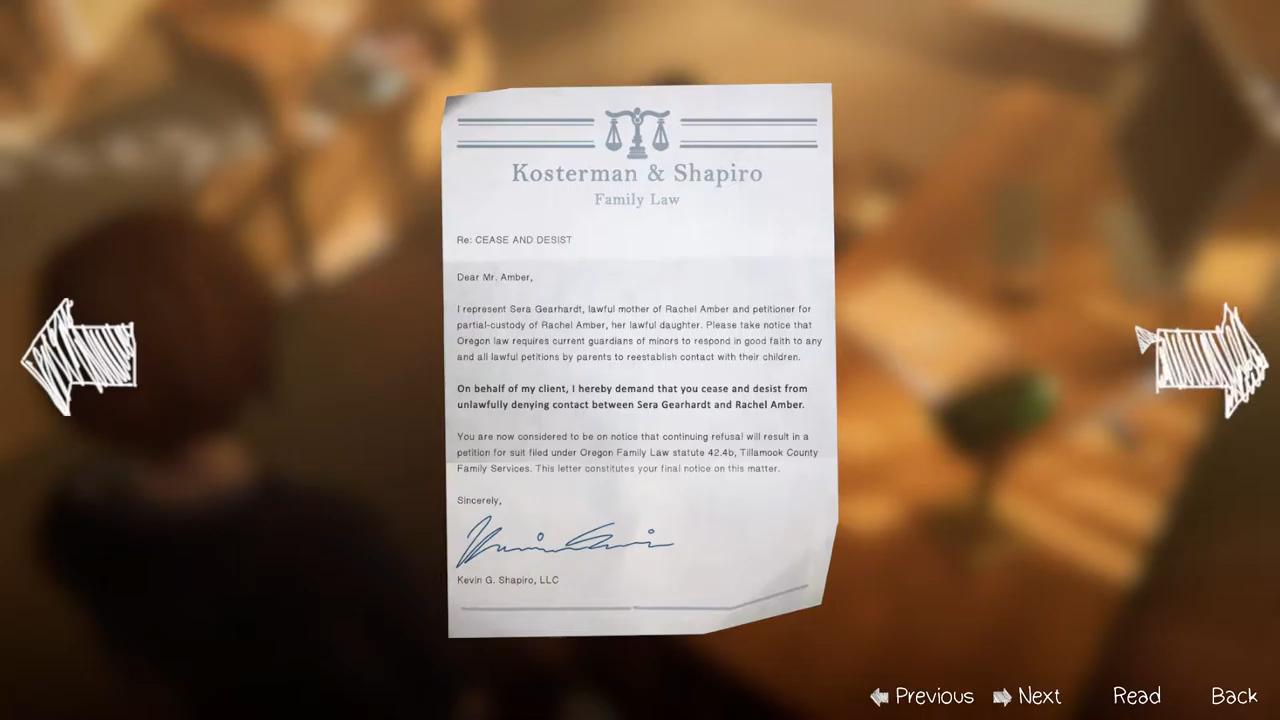 Kosterman & Shapiro
Family Law
Re: CEASE AND DESIST
Dear Mr. Amber,
I represent Sera Gearhardt, lawful mother of Rachel Amber and petitioner for
partial-custody of Rachel Amber, her lawful daughter. Please take notice that
Oregon law requires current guardians of minors to respond in good faith to any
and all lawful petitions by parents to reestablish contact with their children.
On behalf of my client, I hereby demand that you cease and desist from
unlawfully denying contact between Sera Gearhardt and Rachel Amber.
You are now considered to be on notice that continuing refusal will result in a
petition for suit filed under Oregon Family Law statute 42.4b, Tillamook County
Family Services. This letter constitutes your final notice on this matter.
Sincerely,
Kevin G. Shapiro, LLC
Previous Next Read Back